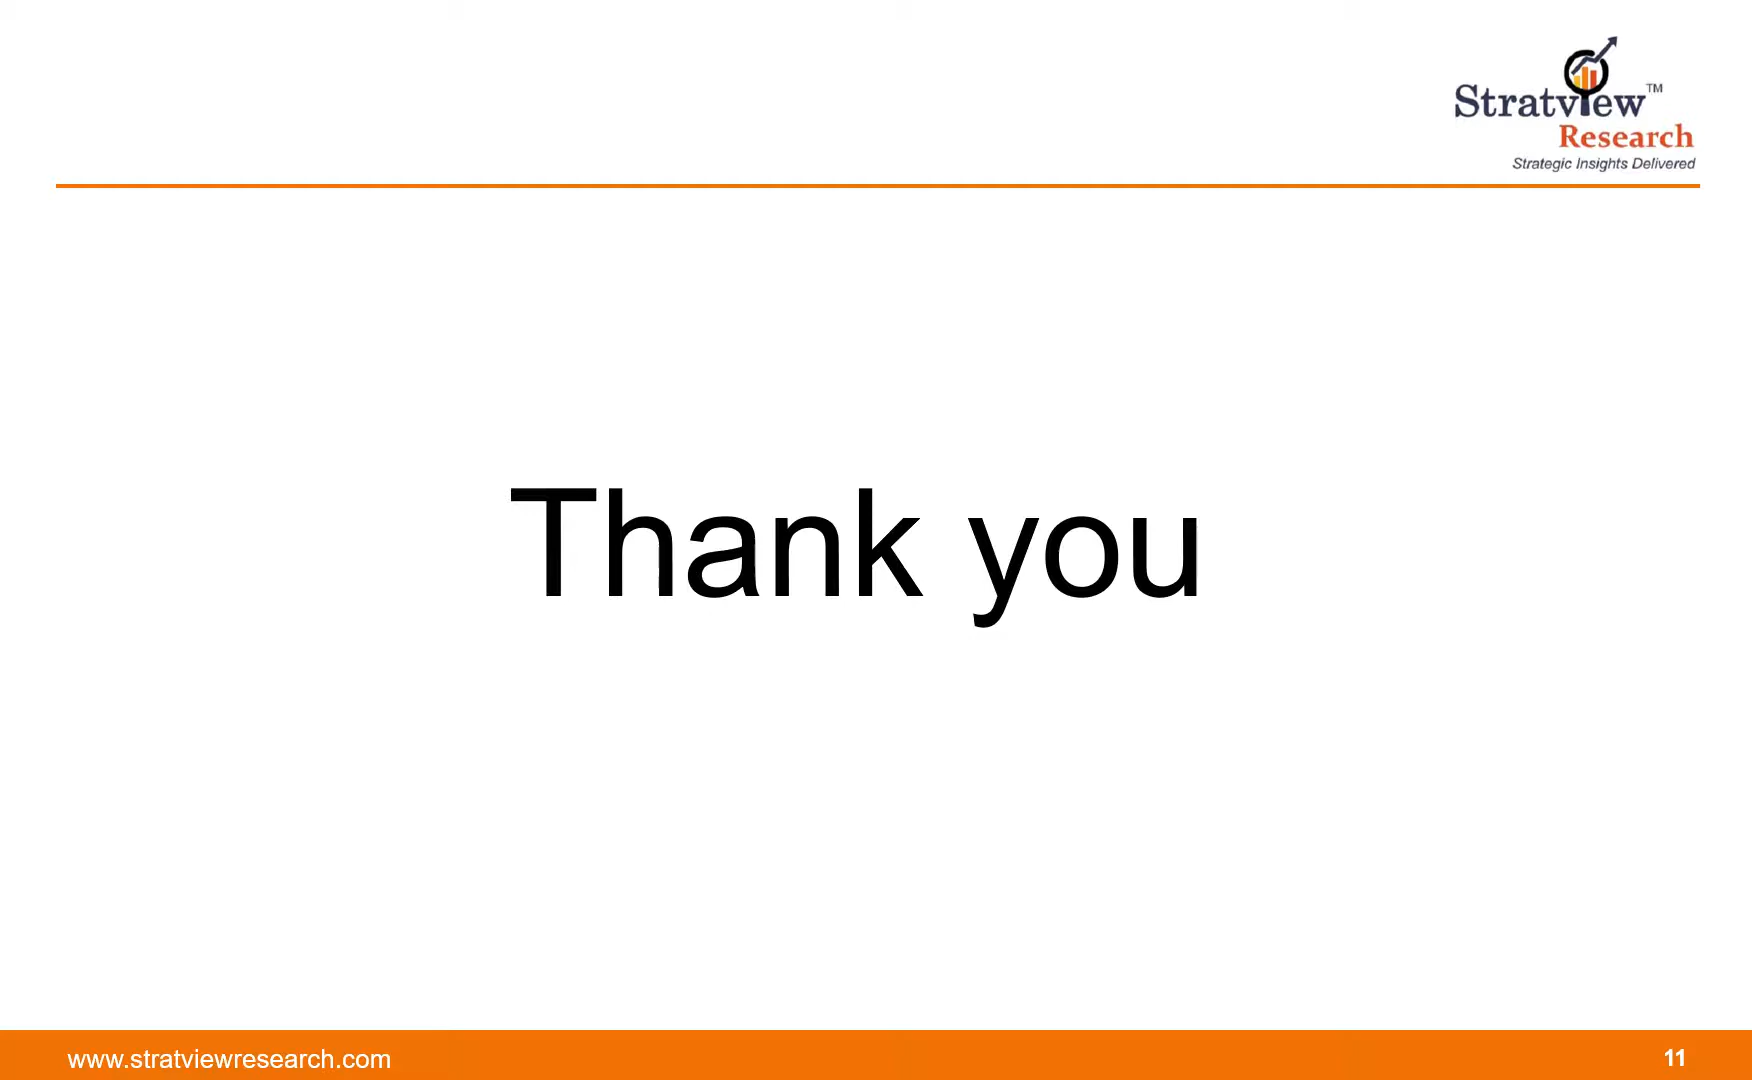 Stratview™
Research
Strategic Insights Delivered
Thank you
www.stratviewresearch.com
11